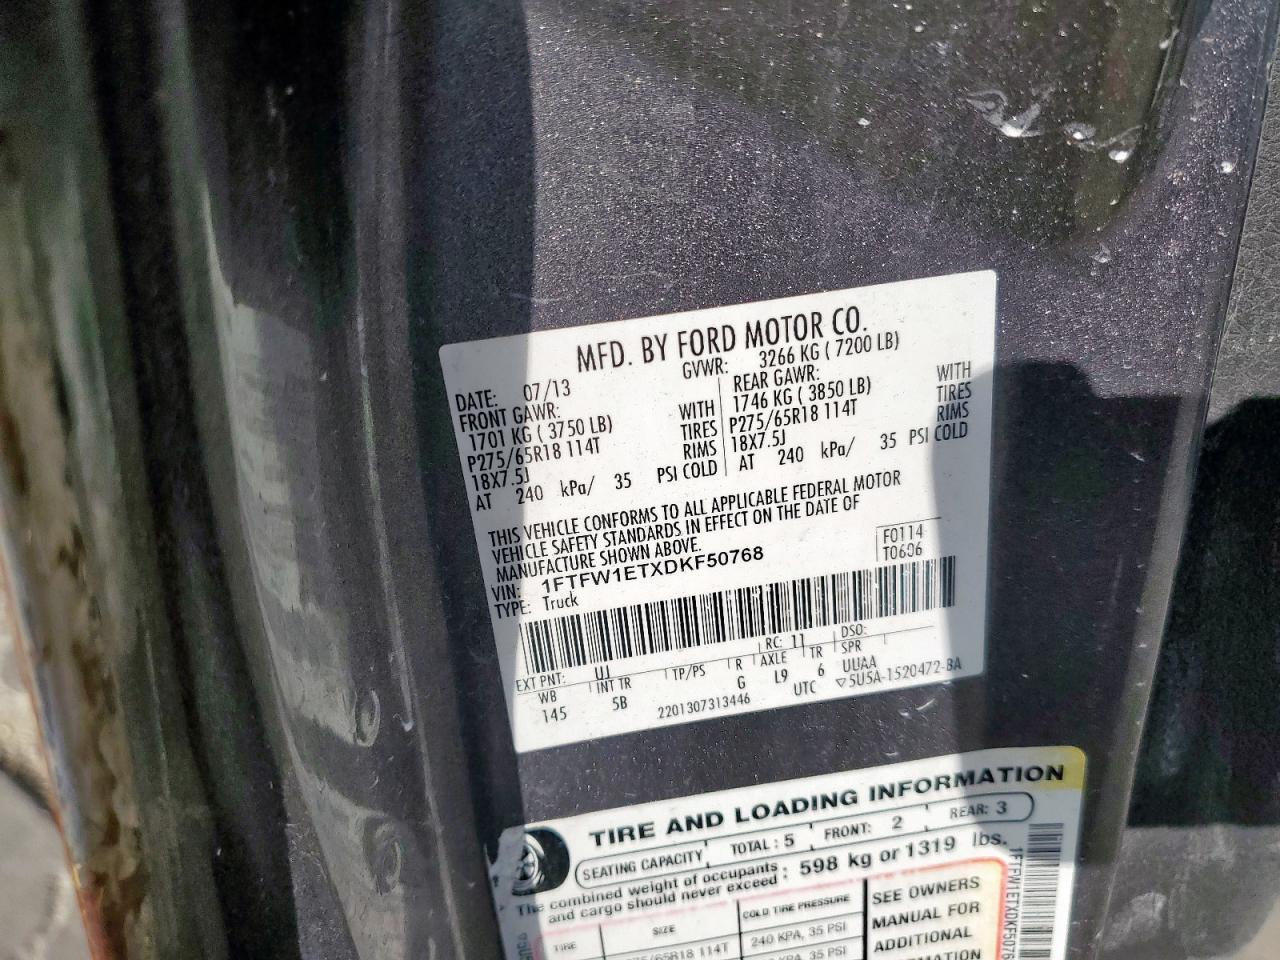 MFD. BY FORD MOTOR CO.
DATE: 07/13 GVWR: 3266 KG ( 7200 LB)
FRONT GAWR: REAR GAWR:
1701 KG ( 3750 LB) WITH 1746 KG ( 3850 LB) WITH
P275/65R18 114T TIRES P275/65R18 114T TIRES
18X7.5J RIMS 18X7.5J RIMS
AT 240 kPa/ 35 PSI COLD AT 240 kPa/ 35 PSI COLD
THIS VEHICLE CONFORMS TO ALL APPLICABLE FEDERAL MOTOR
VEHICLE SAFETY STANDARDS IN EFFECT ON THE DATE OF
MANUFACTURE SHOWN ABOVE.
VIN: 1FTFW1ETXDKF50768 F0114
TYPE: Truck T0606
EXT PNT: UJ RC: 11 DSO:
WB INT TR TP/PS R AXLE TR SPR
145 5B G L9 6 UUAA
2201307313446 UTC ▽5U5A-1520472-BA
TIRE AND LOADING INFORMATION
SEATING CAPACITY TOTAL : 5 FRONT: 2 REAR: 3
The combined weight of occupants : 598 kg or 1319 lbs.
and cargo should never exceed
TIRE SIZE COLD TIRE PRESSURE SEE OWNERS
75/65R18 114T 240 KPA, 35 PSI MANUAL FOR
KPA, 35 PSI ADDITIONAL
1FTFW1ETXDKF5076